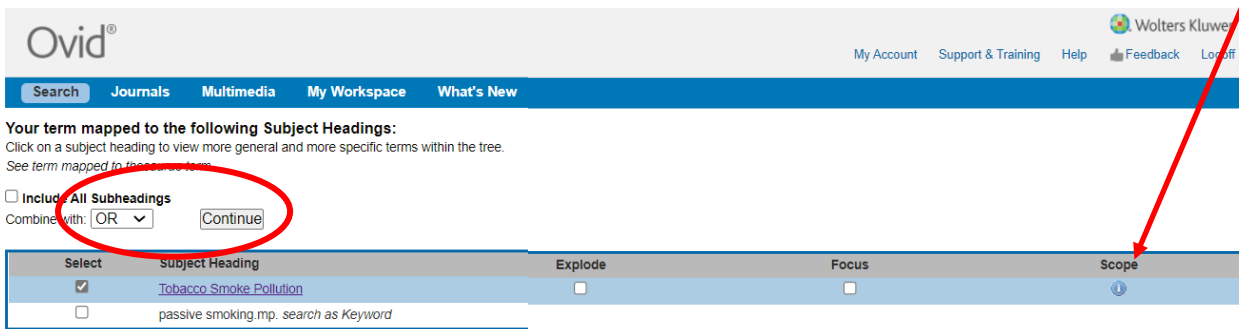 Ovid®
Wolters Kluwer
My Account Support & Training Help Feedback Logoff
Search Journals Multimedia My Workspace What's New
Your term mapped to the following Subject Headings:
Click on a subject heading to view more general and more specific terms within the tree.
See term mapped to thesaurus term
Include All Subheadings
Combine with: OR Continue
Select Subject Heading Explode Focus Scope
Tobacco Smoke Pollution
passive smoking.mp. search as Keyword